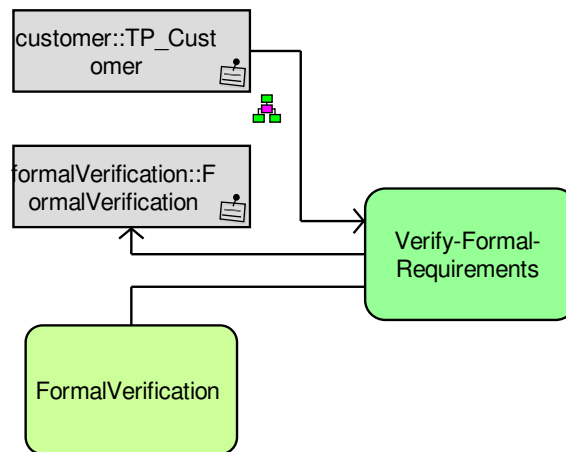 customer::TP_Cust
omer
formalVerification::F
ormalVerification
Verify-Formal-
Requirements
FormalVerification